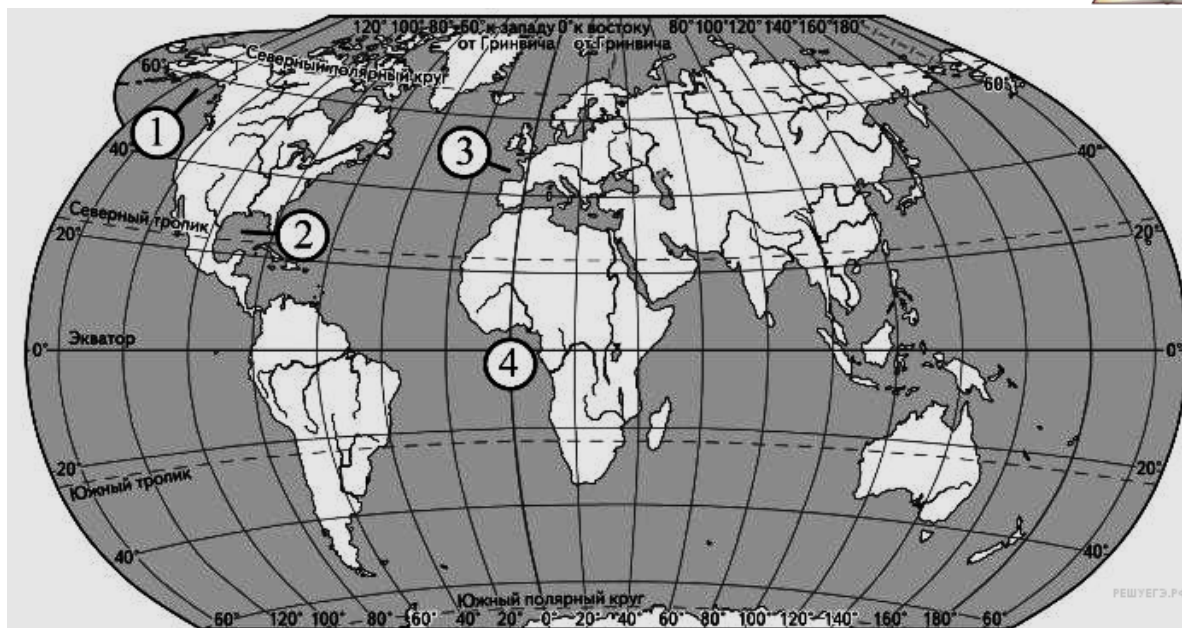 120° 100° 80° 60° к западу 0° к востоку 80° 100° 120° 140° 160° 180°
от Гринвича от Гринвича
Северный полярный круг
60° 60°
1
3
40° 40°
Северный тропик
20° 20°
2
Экватор
0° 0°
4
20° 20°
Южный тропик
40° 40°
Южный полярный круг
60° 120° 100° 80° 60° 160° 0° 20° 20° 40° 60° 80° 100° 120° 140° 180° 60°
РЕШУЕГЭ.РФ